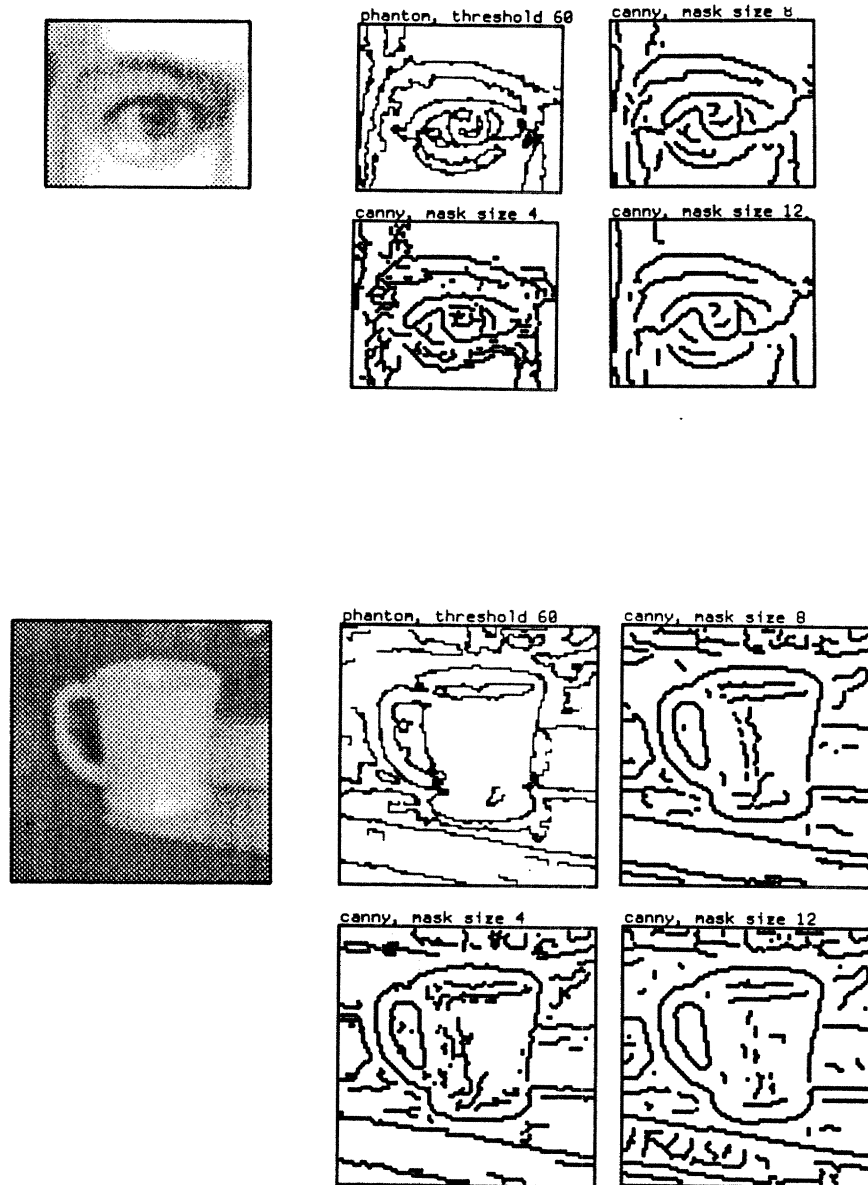 phantom, threshold 60
canny, mask size 8
canny, mask size 4
canny, mask size 12
phantom, threshold 60
canny, mask size 8
canny, mask size 4
canny, mask size 12